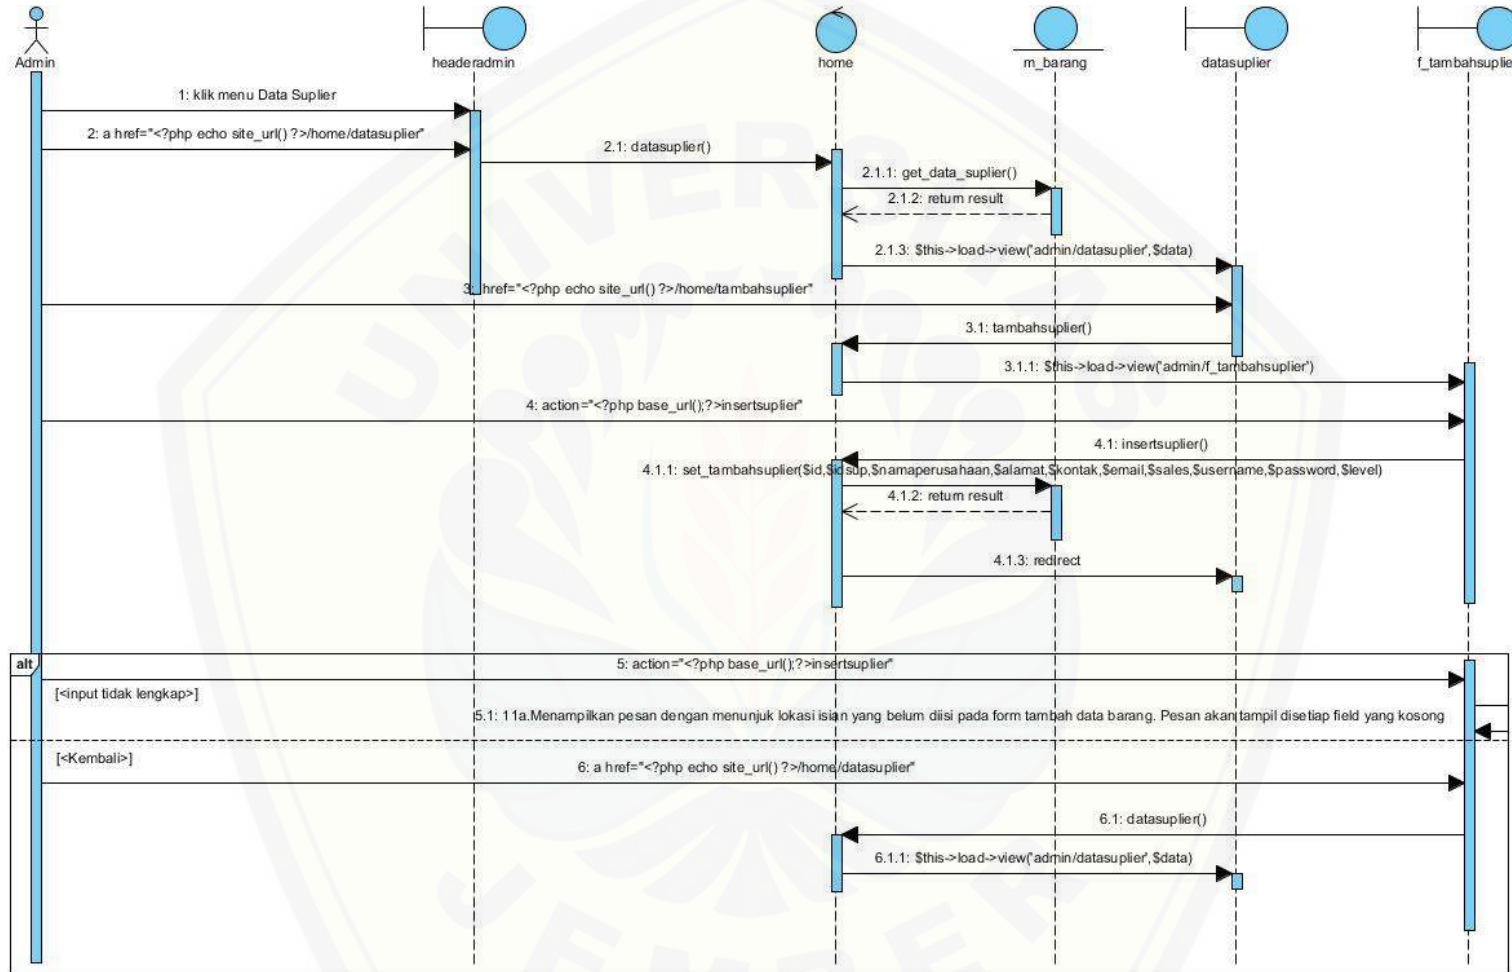 Admin
headeradmin
home
m_barang
datasuplier
f_tambahsuplie
1: klik menu Data Suplier
2: a href="<?php echo site_url() ?>/home/datasuplier"
2.1: datasuplier()
2.1.1: get_data_suplier()
2.1.2: return result
2.1.3: $this->load->view('admin/datasuplier',$data)
3: href="<?php echo site_url() ?>/home/tambahsuplier"
3.1: tambahsuplier()
3.1.1: $this->load->view('admin/f_tambahsuplier')
4: action="<?php base_url();?>insertsuplier"
4.1: insertsuplier()
4.1.1: set_tambahsuplier($id,$idsup,$namaperusahaan,$alamat,$kontak,$email,$sales,$username,$password,$level)
4.1.2: return result
4.1.3: redirect
alt
5: action="<?php base_url();?>insertsuplier"
[<input tidak lengkap>]
5.1: 11a.Menampilkan pesan dengan menunjuk lokasi isian yang belum diisi pada form tambah data barang. Pesan akan tampil disetiap field yang kosong
[<Kembali>]
6: a href="<?php echo site_url() ?>/home/datasuplier"
6.1: datasuplier()
6.1.1: $this->load->view('admin/datasuplier',$data)
UNIVERSITAS
JEMBER